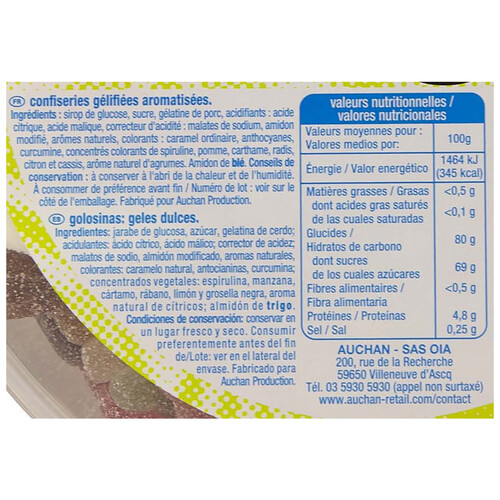 FR confiseries gélifiées aromatisées.
Ingrédients : sirop de glucose, sucre, gélatine de porc, acidifiants : acide
citrique, acide malique, correcteur d'acidité : malates de sodium, amidon
modifié, arômes naturels, colorants : caramel ordinaire, anthocyanes,
curcumine, concentrés colorants de spiruline, pomme, carthame, radis,
citron et cassis, arôme naturel d'agrumes. Amidon de blé. Conseils de
conservation : à conserver à l'abri de la chaleur et de l'humidité.
À consommer de préférence avant fin / Numéro de lot : voir sur le
côté de l'emballage. Fabriqué pour Auchan Production.
ES golosinas: geles dulces.
Ingredientes: jarabe de glucosa, azúcar, gelatina de cerdo;
acidulantes: ácido cítrico, ácido málico; corrector de acidez;
malatos de sodio, almidón modificado, aromas naturales,
colorantes: caramelo natural, antocianinas, curcumina;
concentrados vegetales: espirulina, manzana,
cártamo, rábano, limón y grosella negra, aroma
natural de cítricos; almidón de trigo.
Condiciones de conservación: conservar en
un lugar fresco y seco. Consumir
preferentemente antes del fin
de/Lote: ver en el lateral del
envase. Fabricado para
Auchan Production.
valeurs nutritionnelles /
valores nutricionales
Valeurs moyennes pour :
Valores medios por:
100g
Énergie / Valor energético
1464 kJ
(345 kcal)
Matières grasses / Grasas <0,5 g
dont acides gras saturés
de las cuales saturadas <0,1 g
Glucides /
Hidratos de carbono 80 g
dont sucres
de los cuales azúcares 69 g
Fibres alimentaires / <0,5 g
Fibra alimentaria
Protéines / Proteínas 4,8 g
Sel / Sal 0,25 g
AUCHAN - SAS OIA
200, rue de la Recherche
59650 Villeneuve d'Ascq
Tél. 03 5930 5930 (appel non surtaxé)
www.auchan-retail.com/contact